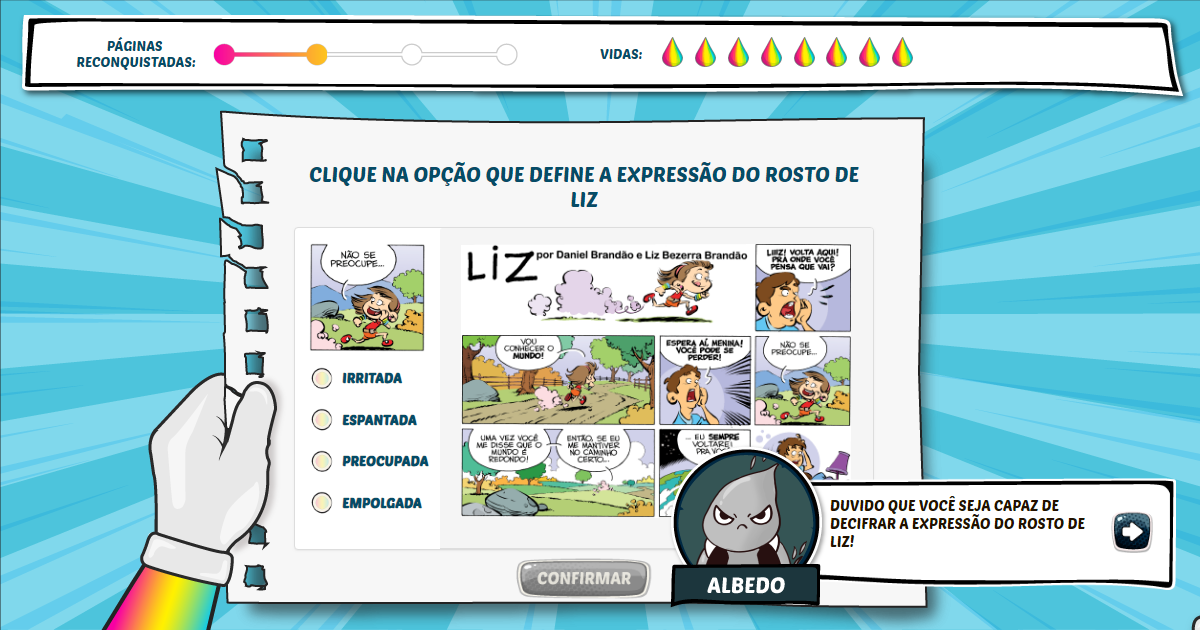 PÁGINAS
RECONQUISTADAS:
VIDAS:
CLIQUE NA OPÇÃO QUE DEFINE A EXPRESSÃO DO ROSTO DE
LIZ
NÃO SE
PREOCUPE...
IRRITADA
ESPANTADA
PREOCUPADA
EMPOLGADA
LIZ
por Daniel Brandão e Liz Bezerra Brandão
LIIIZ! VOLTA AQUI!
PRA ONDE VOCÊ
PENSA QUE VAI?
VOU
CONHECER O
MUNDO!
ESPERA AÍ, MENINA!
VOCÊ PODE SE
PERDER!
NÃO SE
PREOCUPE...
UMA VEZ VOCÊ
ME DISSE QUE O
MUNDO É
REDONDO!
ENTÃO, SE EU
ME MANTIVER
NO CAMINHO
CERTO...
... EU SEMPRE
VOLTAREI
PRA
CONFIRMAR
ALBEDO
DUVIDO QUE VOCÊ SEJA CAPAZ DE
DECIFRAR A EXPRESSÃO DO ROSTO DE
LIZ!